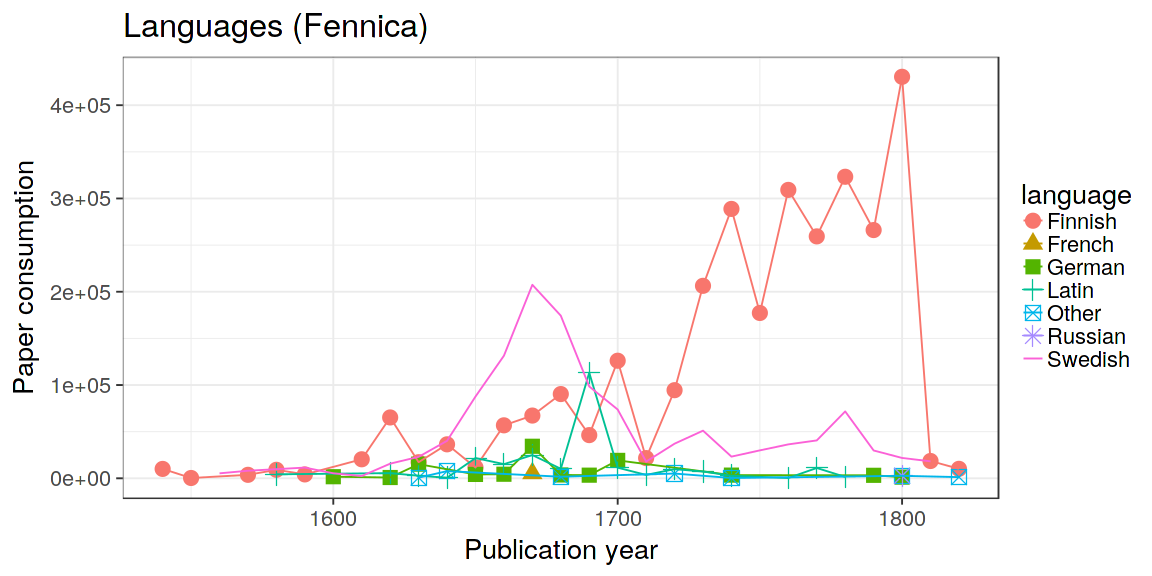 Languages (Fennica)
Paper consumption
4e+05
3e+05
2e+05
1e+05
0e+00
1600
1700
1800
Publication year
language
Finnish
French
German
Latin
Other
Russian
Swedish